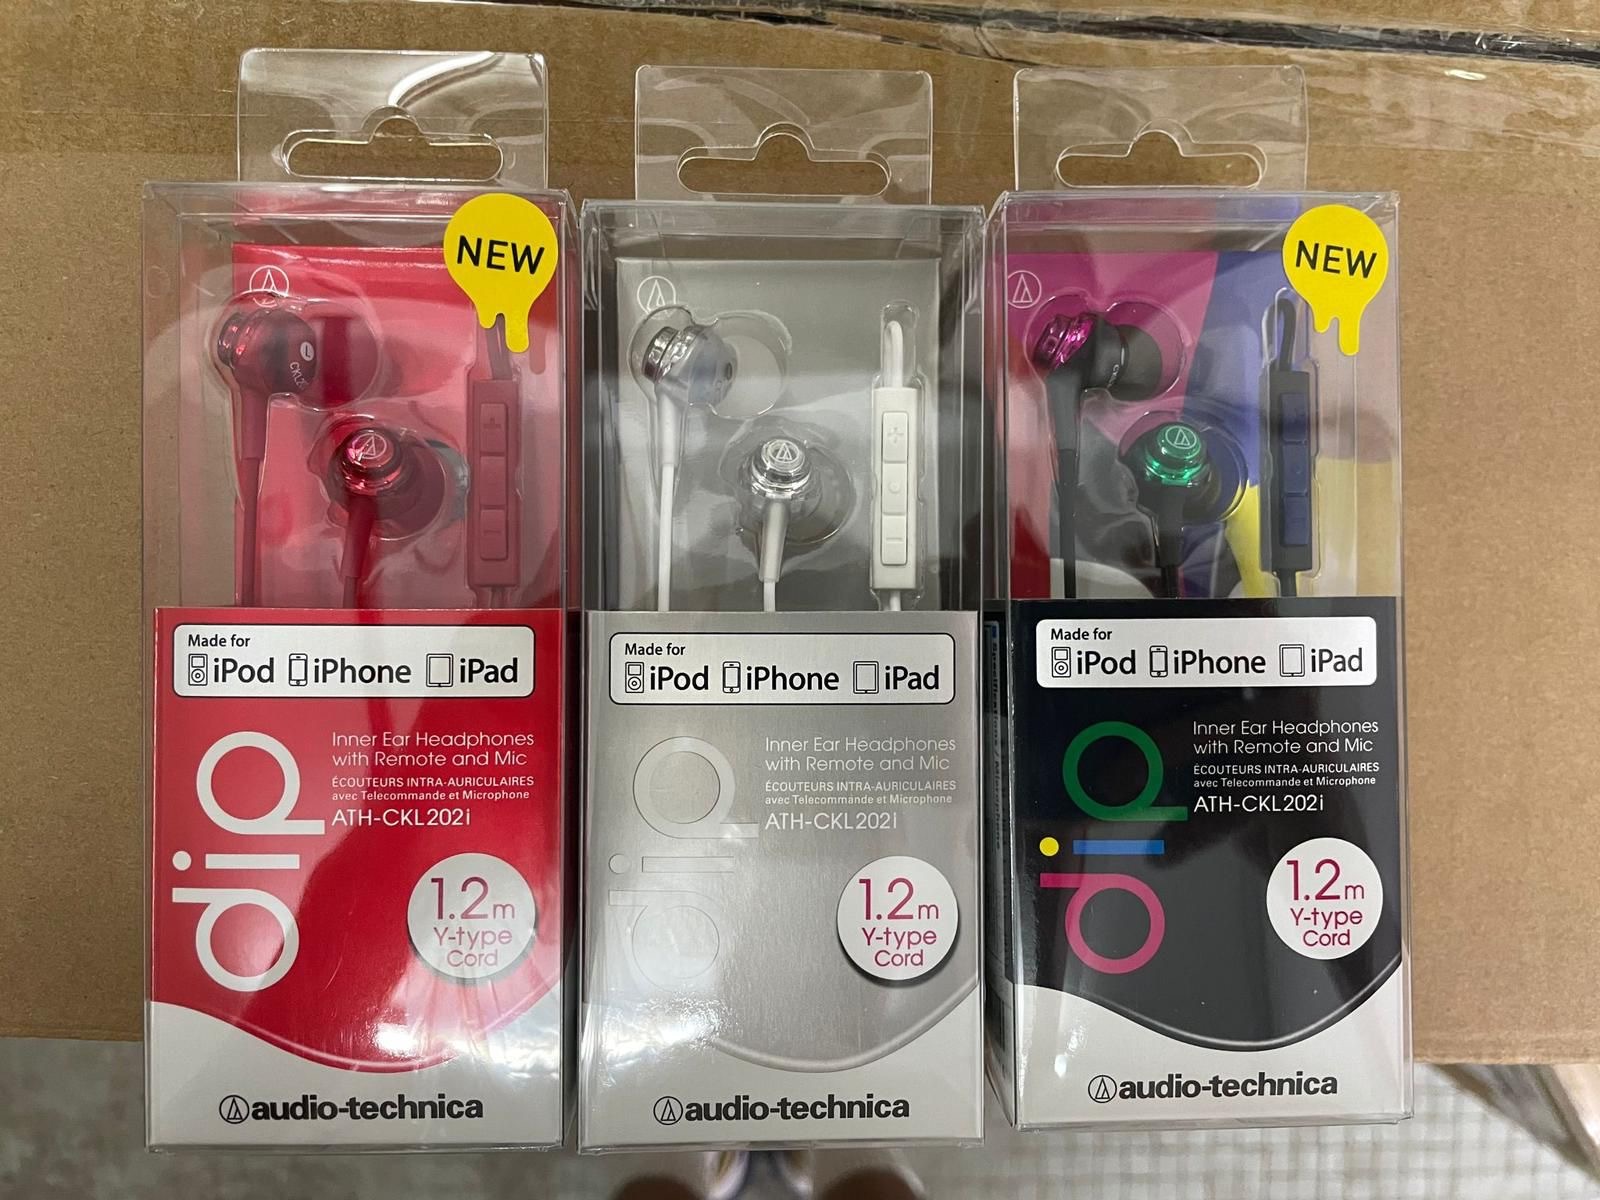 NEW
L
Made for
iPod iPhone iPad
dip
Inner Ear Headphones
with Remote and Mic
ÉCOUTEURS INTRA-AURICULAIRES
avec Telecommande et Microphone
ATH-CKL202i
1.2m
Y-type
Cord
audio-technica
Made for
iPod iPhone iPad
dip
Inner Ear Headphones
with Remote and Mic
ÉCOUTEURS INTRA-AURICULAIRES
avec Telecommande et Microphone
ATH-CKL202i
1.2m
Y-type
Cord
audio-technica
NEW
Made for
iPod iPhone iPad
dip
Inner Ear Headphones
with Remote and Mic
ÉCOUTEURS INTRA-AURICULAIRES
avec Telecommande et Microphone
ATH-CKL202i
1.2m
Y-type
Cord
audio-technica